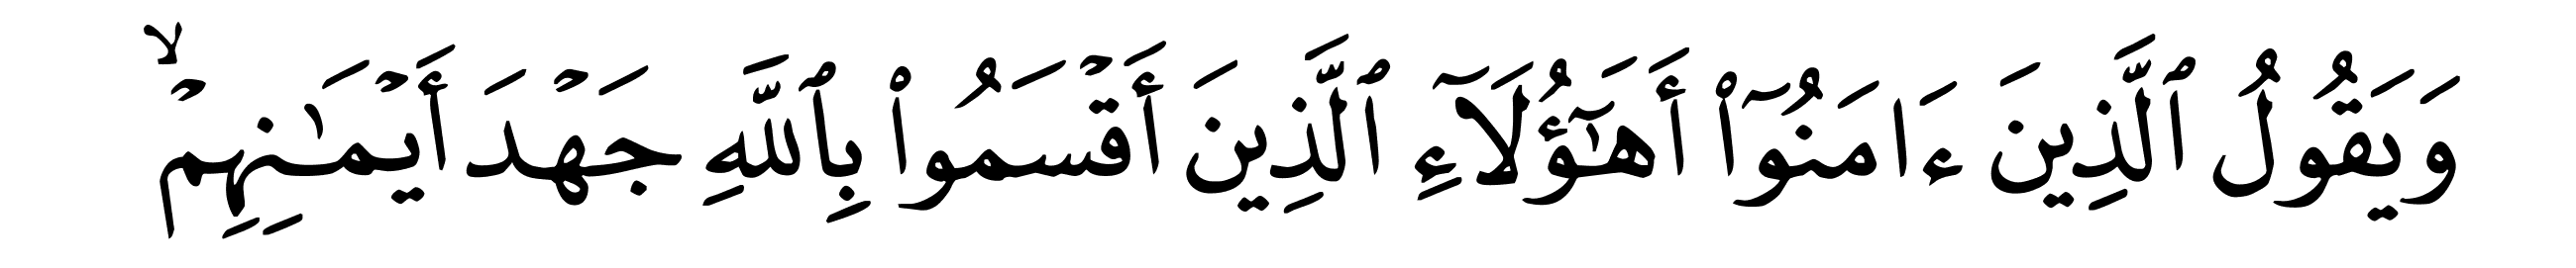 وَيَقُولُ ٱلَّذِينَ ءَامَنُوٓا۟ أَهَـٰٓؤُلَآءِ ٱلَّذِينَ أَقْسَمُوا۟ بِٱللَّهِ جَهْدَ أَيْمَـٰنِهِمْ ۙ